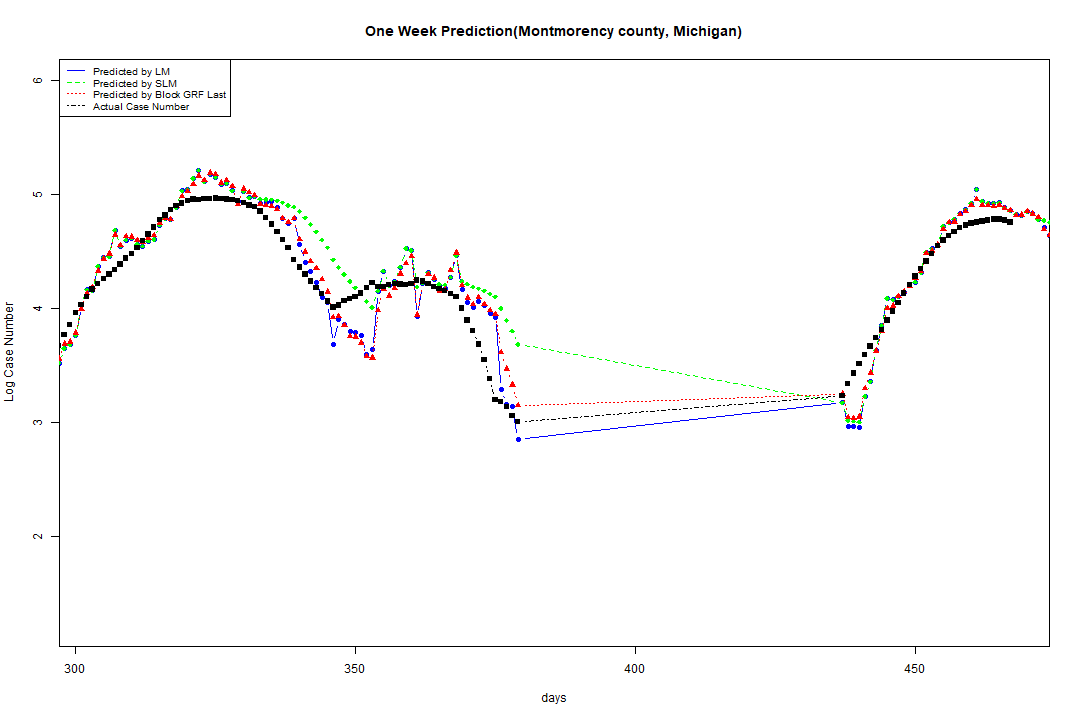 One Week Prediction(Montmorency county, Michigan)
Predicted by LM
Predicted by SLM
Predicted by Block GRF Last
Actual Case Number
6
5
4
3
2
Log Case Number
300
350
400
450
days